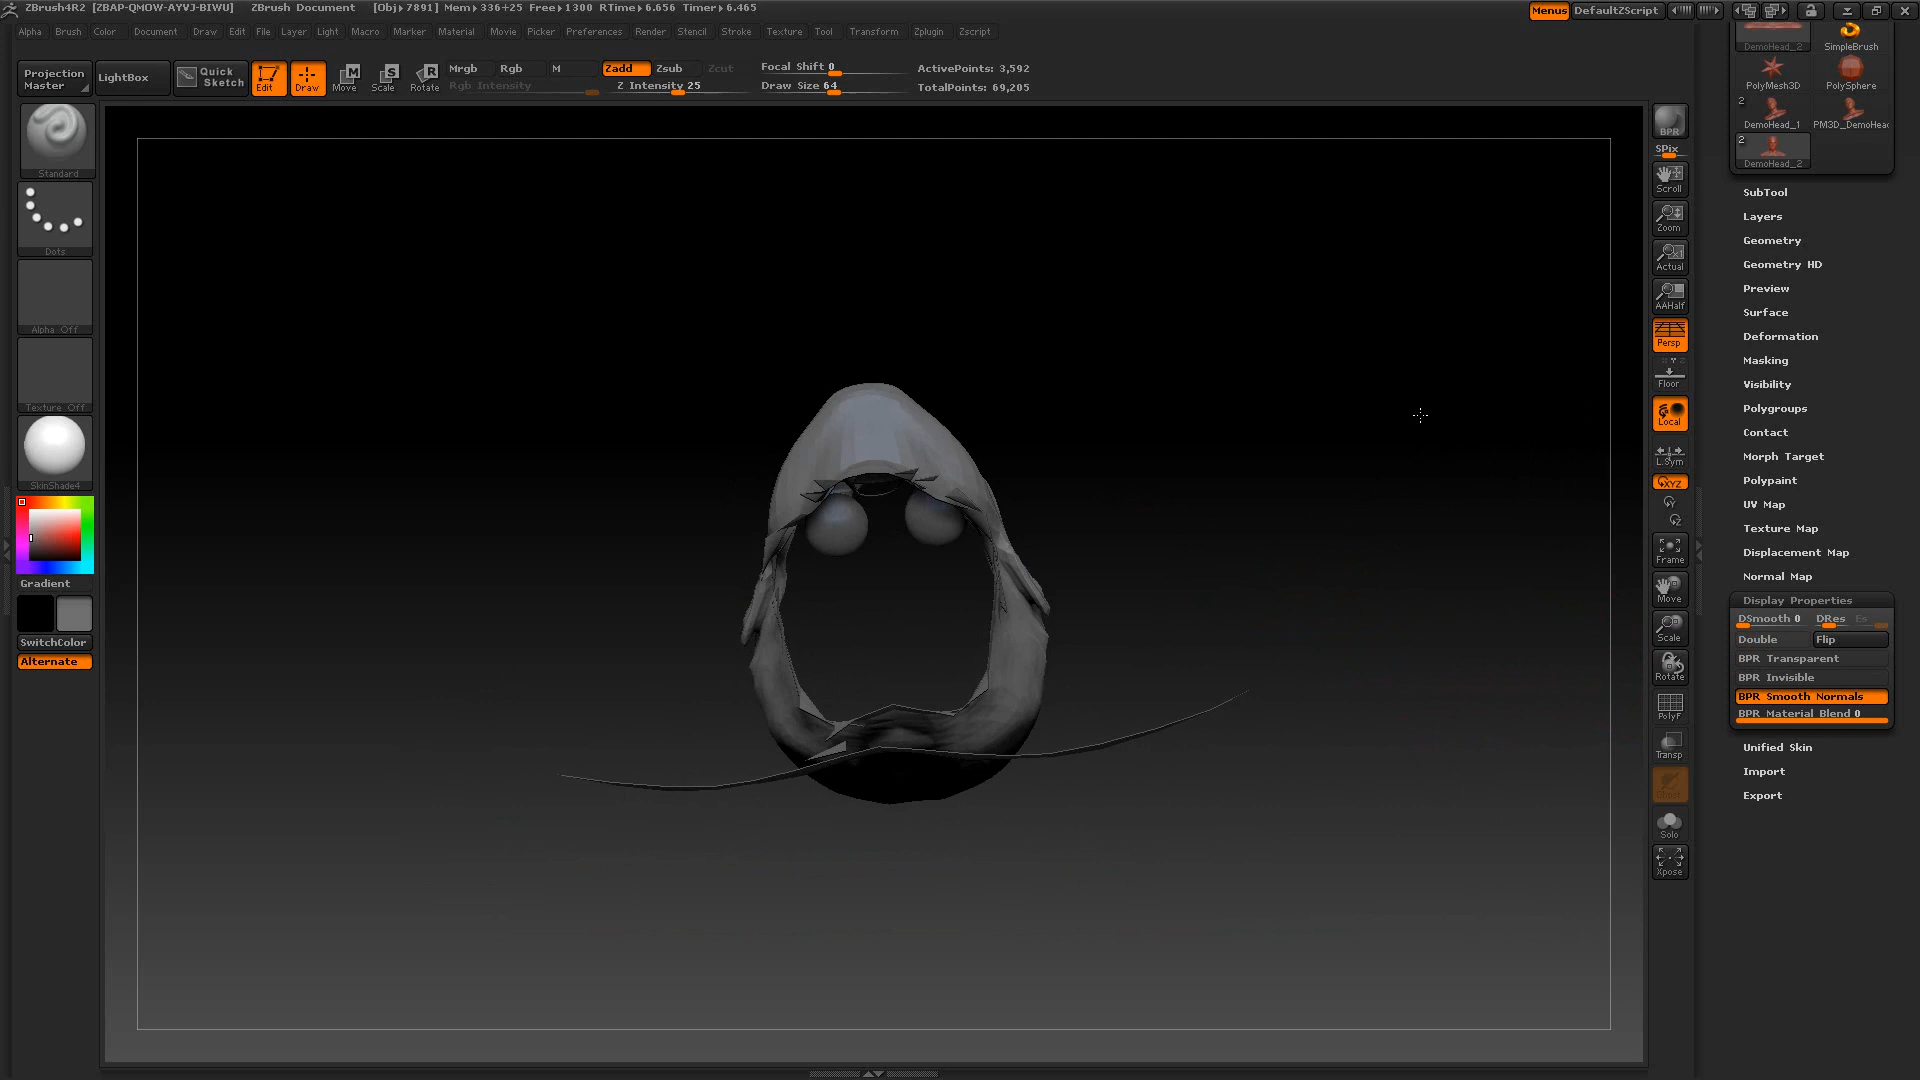 ZBrush4R2 [ZBAP-QMOW-AYVJ-BIWU] ZBrush Document [Obj▸7891] Mem▸336+25 Free▸1300 RTime▸6.656 Timer▸6.465 Menus DefaultZScript
Alpha Brush Color Document Draw Edit File Layer Light Macro Marker Material Movie Picker Preferences Render Stencil Stroke Texture Tool Transform Zplugin Zscript
Projection Master
LightBox
Quick Sketch
Edit
Draw
Move
Scale
Rotate
Mrgb Rgb M Zadd Zsub Zcut
Rgb Intensity Z Intensity 25
Focal Shift 0
Draw Size 64
ActivePoints: 3,592
TotalPoints: 69,205
Standard
Dots
Alpha Off
Texture Off
SkinShade4
Gradient
SwitchColor
Alternate
BPR
SPix
Scroll
Zoom
Actual
AAHalf
Persp
Floor
Local
L.Sym
XYZ
Y
Z
Frame
Move
Scale
Rotate
PolyF
Transp
Solo
Xpose
DemoHead_2 SimpleBrush
PolyMesh3D PolySphere
2
DemoHead_1 PM3D_DemoHeac
2
DemoHead_2
SubTool
Layers
Geometry
Geometry HD
Preview
Surface
Deformation
Masking
Visibility
Polygroups
Contact
Morph Target
Polypaint
UV Map
Texture Map
Displacement Map
Normal Map
Display Properties
DSmooth 0 DRes Es
Double Flip
BPR Transparent
BPR Invisible
BPR Smooth Normals
BPR Material Blend 0
Unified Skin
Import
Export